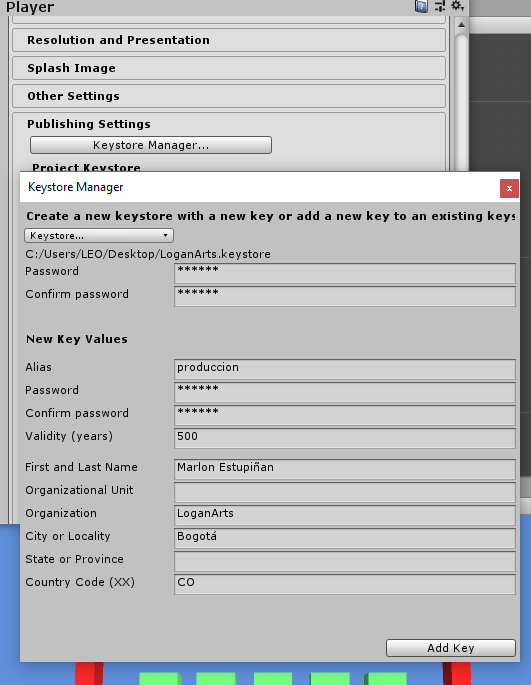 Player
Resolution and Presentation
Splash Image
Other Settings
Publishing Settings
Keystore Manager...
Project Keystore
Keystore Manager
x
Create a new keystore with a new key or add a new key to an existing keys
Keystore...
C:/Users/LEO/Desktop/LoganArts.keystore
Password ******
Confirm password ******
New Key Values
Alias produccion
Password ******
Confirm password ******
Validity (years) 500
First and Last Name Marlon Estupiñan
Organizational Unit
Organization LoganArts
City or Locality Bogotá
State or Province
Country Code (XX) CO
Add Key